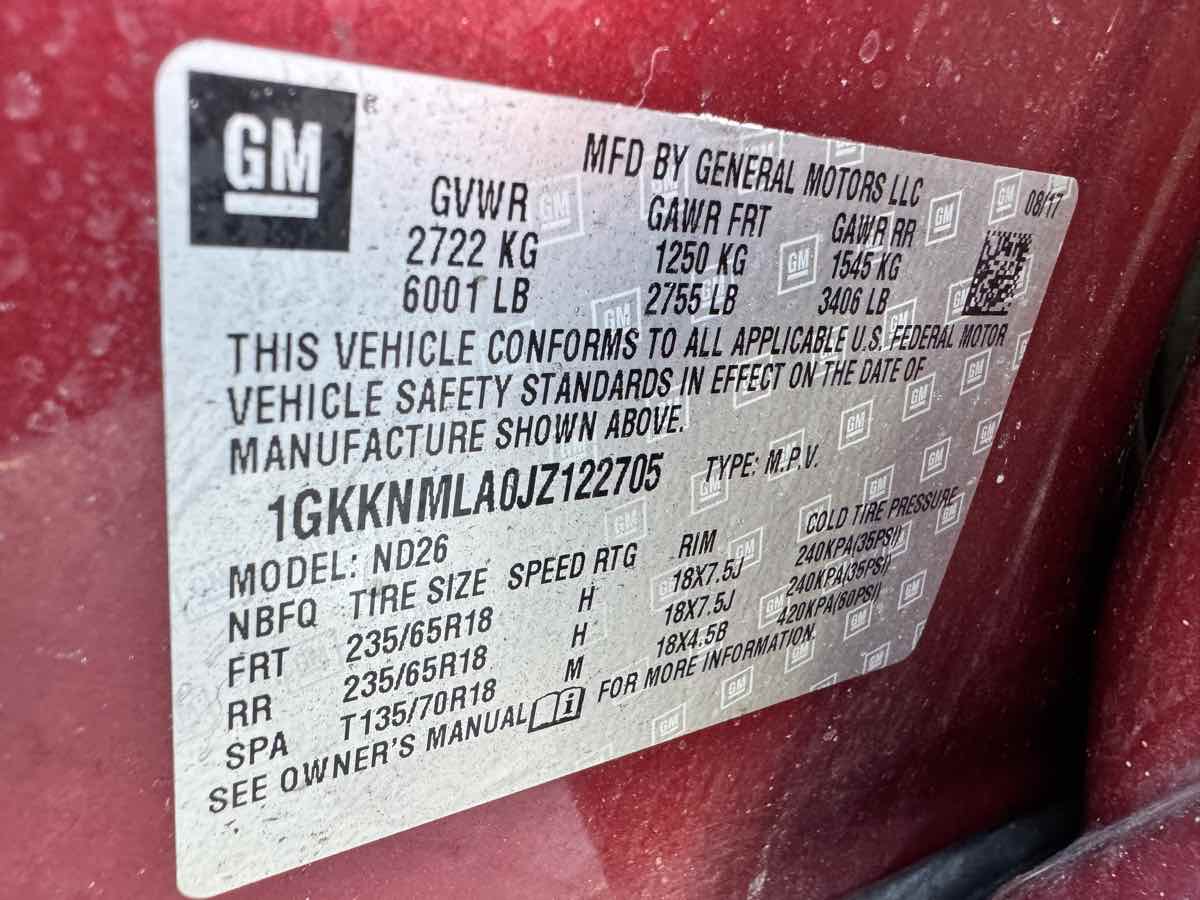 GM
®
MFD BY GENERAL MOTORS LLC 08/17
GVWR GAWR FRT GAWR RR
2722 KG 1250 KG 1545 KG
6001 LB 2755 LB 3406 LB
THIS VEHICLE CONFORMS TO ALL APPLICABLE U.S. FEDERAL MOTOR
VEHICLE SAFETY STANDARDS IN EFFECT ON THE DATE OF
MANUFACTURE SHOWN ABOVE.
1GKKNMLA0JZ122705 TYPE: M.P.V.
MODEL: ND26
NBFQ TIRE SIZE SPEED RTG RIM COLD TIRE PRESSURE
FRT 235/65R18 H 18X7.5J 240KPA(35PSI)
RR 235/65R18 H 18X7.5J 240KPA(35PSI)
SPA T135/70R18 M 18X4.5B 420KPA(60PSI)
SEE OWNER'S MANUAL FOR MORE INFORMATION.